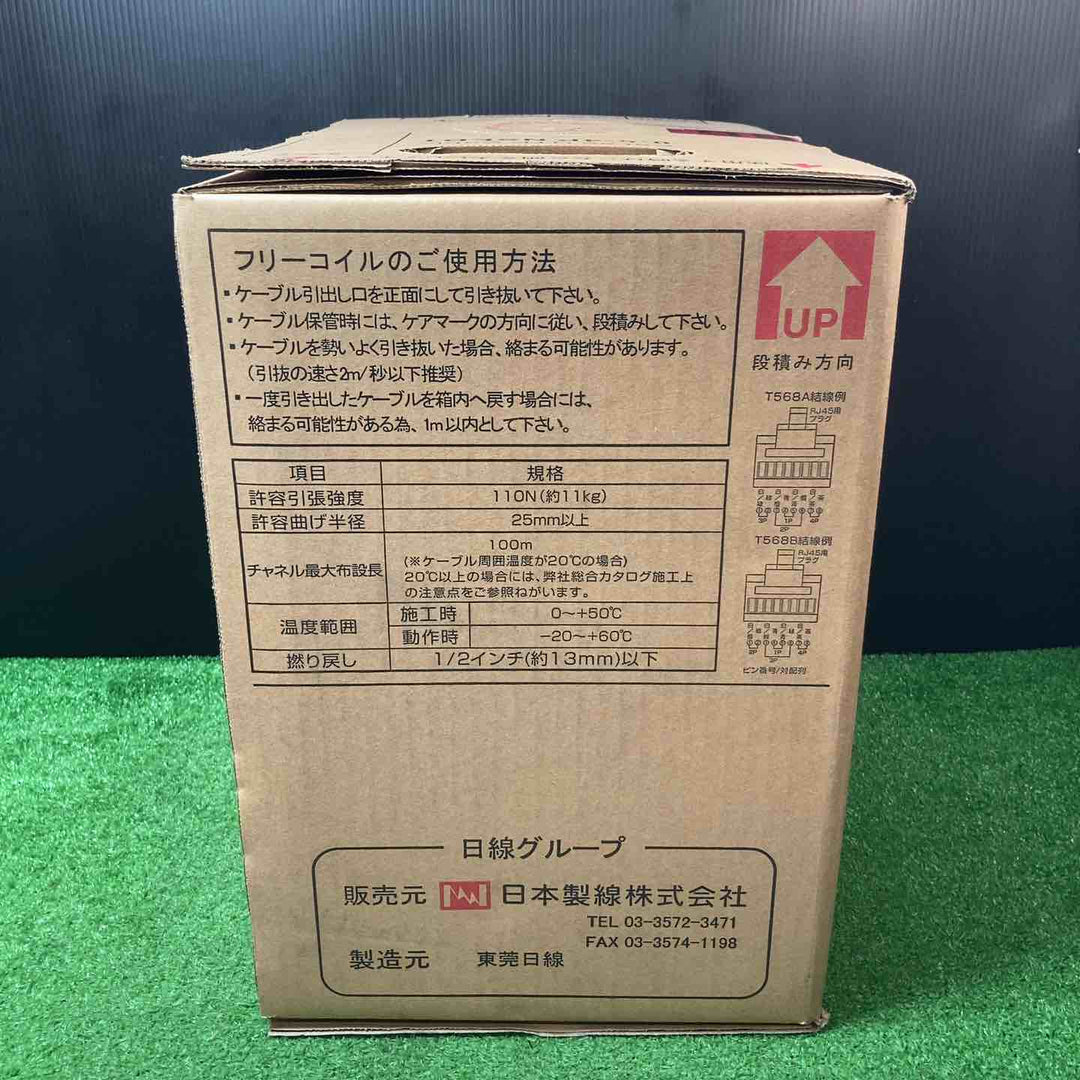 フリーコイルのご使用方法
▪ケーブル引出し口を正面にして引き抜いて下さい。
▪ケーブル保管時には、ケアマークの方向に従い、段積みして下さい。
▪ケーブルを勢いよく引き抜いた場合、絡まる可能性があります。
(引抜の速さ2m/秒以下推奨)
▪一度引き出したケーブルを箱内へ戻す場合には、
絡まる可能性がある為、1m以内として下さい。
UP
段積み方向
T568A結線例
RJ45用
プラグ
3P 1P 4P
2P
T568B結線例
RJ45用
プラグ
2P 1P 4P
3P
ピン番号/対配列
項目 規格
許容引張強度 110N(約11kg)
許容曲げ半径 25mm以上
チャネル最大布設長 100m
(※ケーブル周囲温度が20℃の場合)
20℃以上の場合には、弊社総合カタログ施工上
の注意点をご参照ねがいます。
温度範囲 施工時 0～+50℃
動作時 −20～+60℃
撚り戻し 1/2インチ(約13mm)以下
日線グループ
販売元 日本製線株式会社
TEL 03-3572-3471
FAX 03-3574-1198
製造元 東莞日線